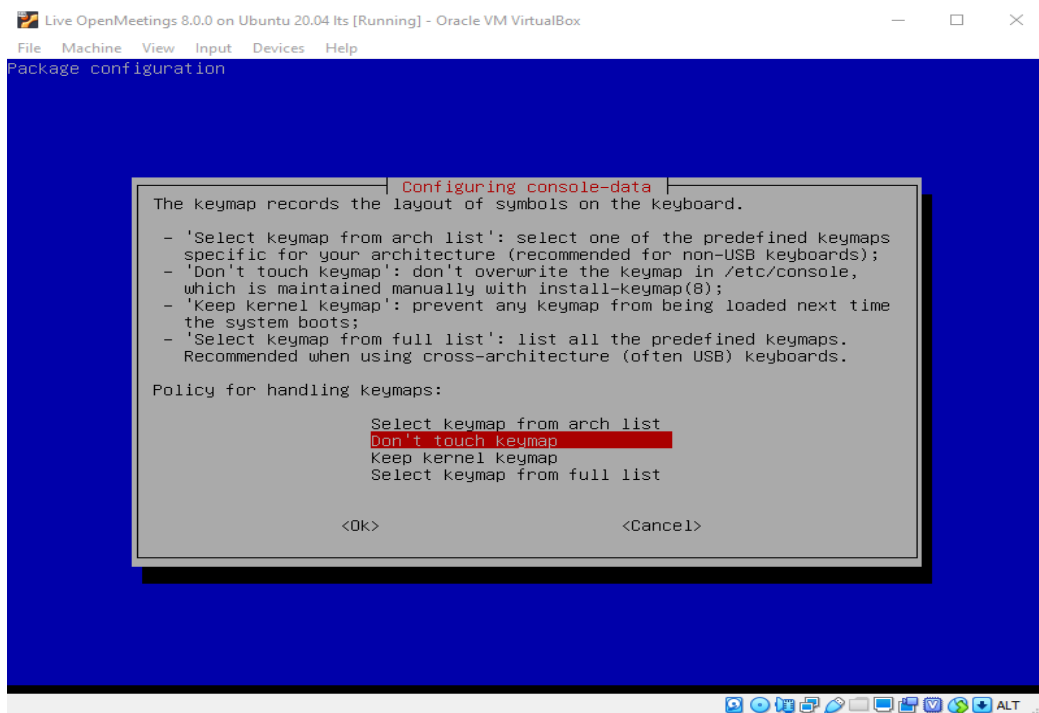 Live OpenMeetings 8.0.0 on Ubuntu 20.04 lts [Running] - Oracle VM VirtualBox
File Machine View Input Devices Help
Package configuration
Configuring console-data
The keymap records the layout of symbols on the keyboard.
- 'Select keymap from arch list': select one of the predefined keymaps
specific for your architecture (recommended for non-USB keyboards);
- 'Don't touch keymap': don't overwrite the keymap in /etc/console,
which is maintained manually with install-keymap(8);
- 'Keep kernel keymap': prevent any keymap from being loaded next time
the system boots;
- 'Select keymap from full list': list all the predefined keymaps.
Recommended when using cross-architecture (often USB) keyboards.
Policy for handling keymaps:
Select keymap from arch list
Don't touch keymap
Keep kernel keymap
Select keymap from full list
<Ok> <Cancel>
ALT